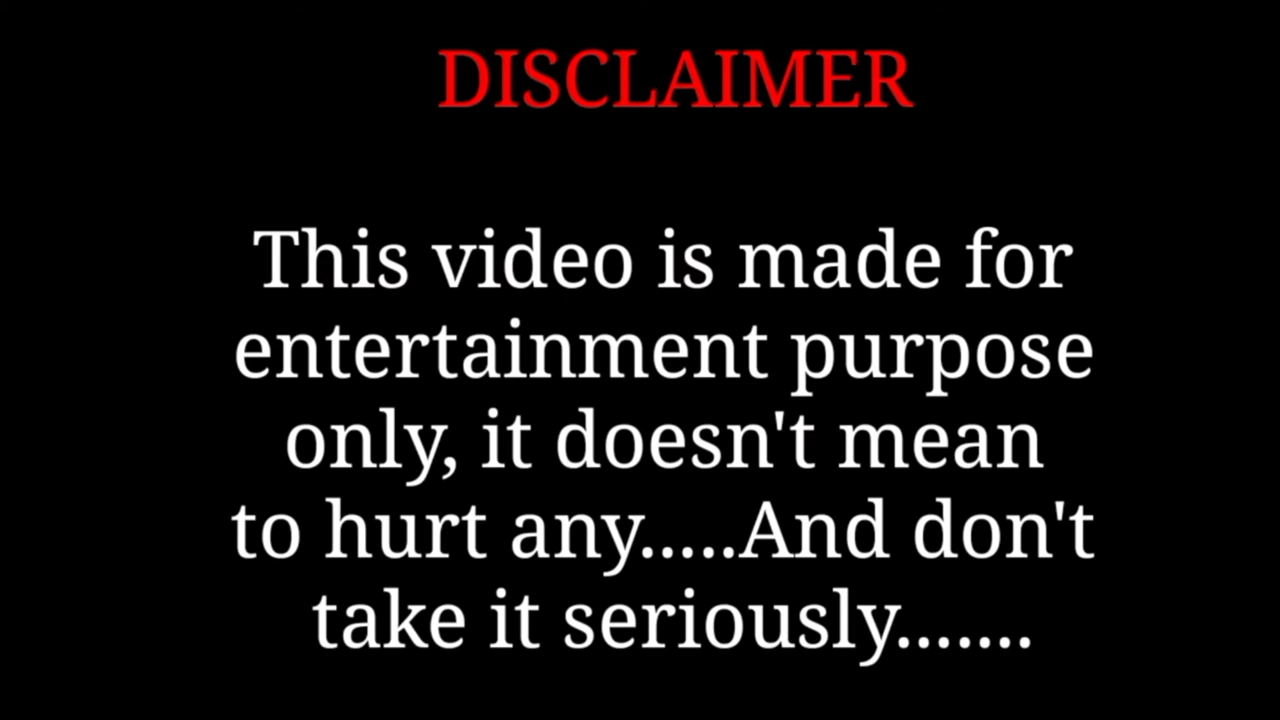 DISCLAIMER
This video is made for
entertainment purpose
only, it doesn't mean
to hurt any.....And don't
take it seriously.......